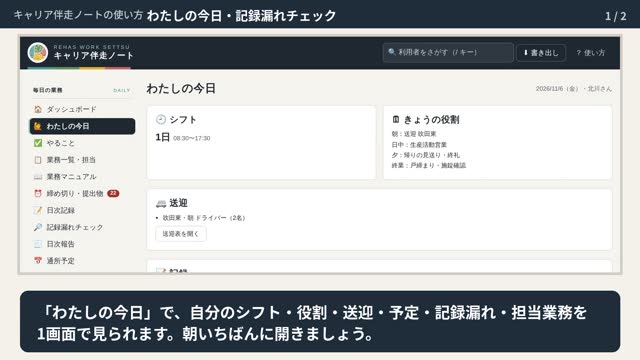 キャリア伴走ノートの使い方 わたしの今日・記録漏れチェック
1 / 2
REHAS WORK SETTSU
キャリア伴走ノート
利用者をさがす（/ キー）
書き出し
? 使い方
毎日の業務
DAILY
ダッシュボード
わたしの今日
やること
業務一覧・担当
業務マニュアル
締め切り・提出物 22
日次記録
記録漏れチェック
日次報告
通所予定
わたしの今日
2026/11/6（金）・北川さん
シフト
1日 08:30〜17:30
きょうの役割
朝：送迎 吹田東
日中：生産活動営業
夕：帰りの見送り・終礼
終業：戸締まり・施錠確認
送迎
• 吹田東・朝 ドライバー（2名）
送迎表を開く
「わたしの今日」で、自分のシフト・役割・送迎・予定・記録漏れ・担当業務を
1画面で見られます。朝いちばんに開きましょう。